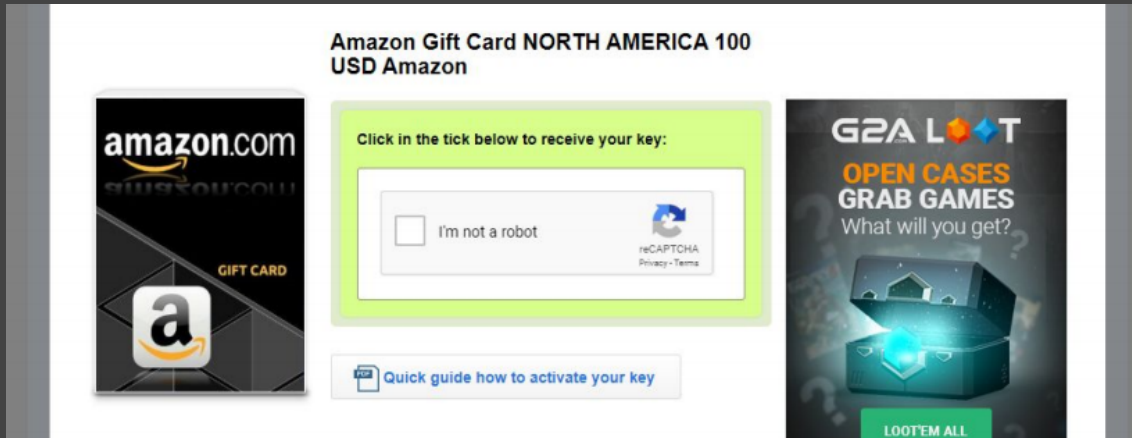 Amazon Gift Card NORTH AMERICA 100
USD Amazon
amazon.com
GIFT CARD
a
Click in the tick below to receive your key:
I'm not a robot
reCAPTCHA
Privacy - Terms
PDF
Quick guide how to activate your key
G2A LOOT
OPEN CASES
GRAB GAMES
What will you get?
LOOT'EM ALL